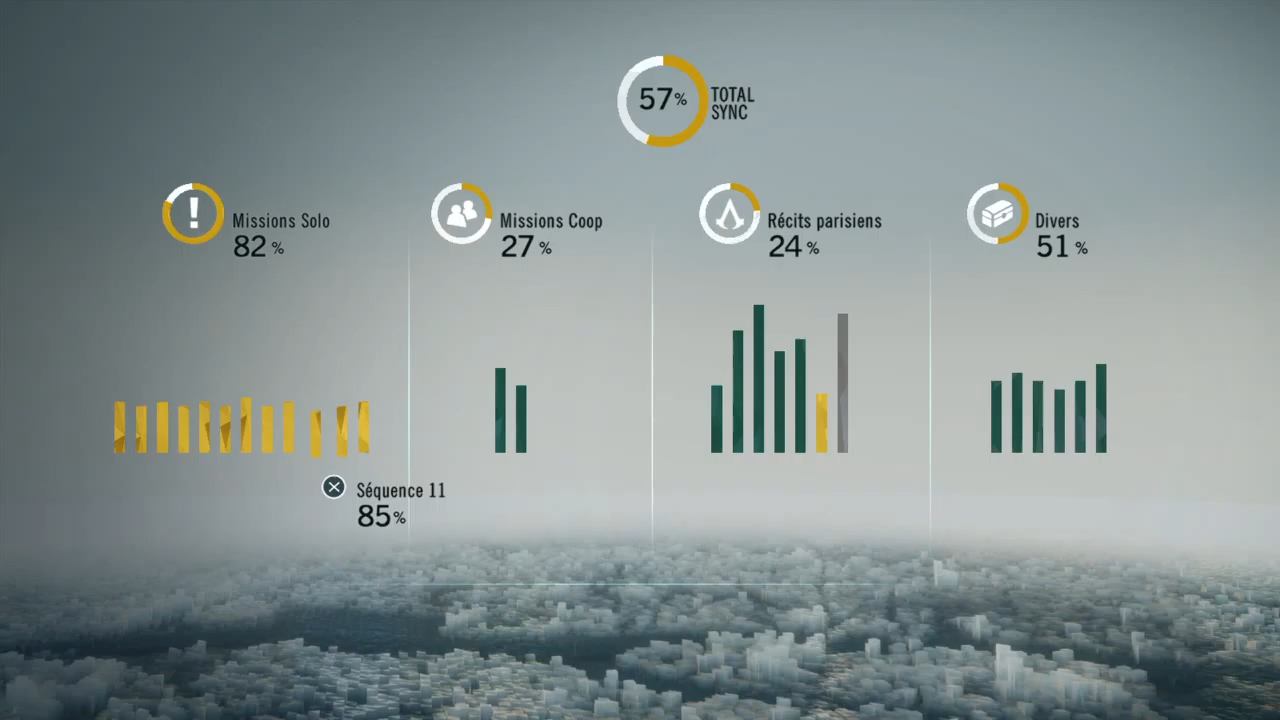 57%
TOTAL
SYNC
Missions Solo
82 %
Missions Coop
27 %
Récits parisiens
24 %
Divers
51 %
Séquence 11
85%